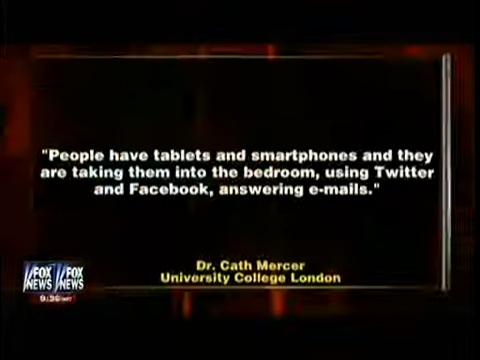 "People have tablets and smartphones and they
are taking them into the bedroom, using Twitter
and Facebook, answering e-mails."
Dr. Cath Mercer
University College London
FOX FOX
NEWS NEWS